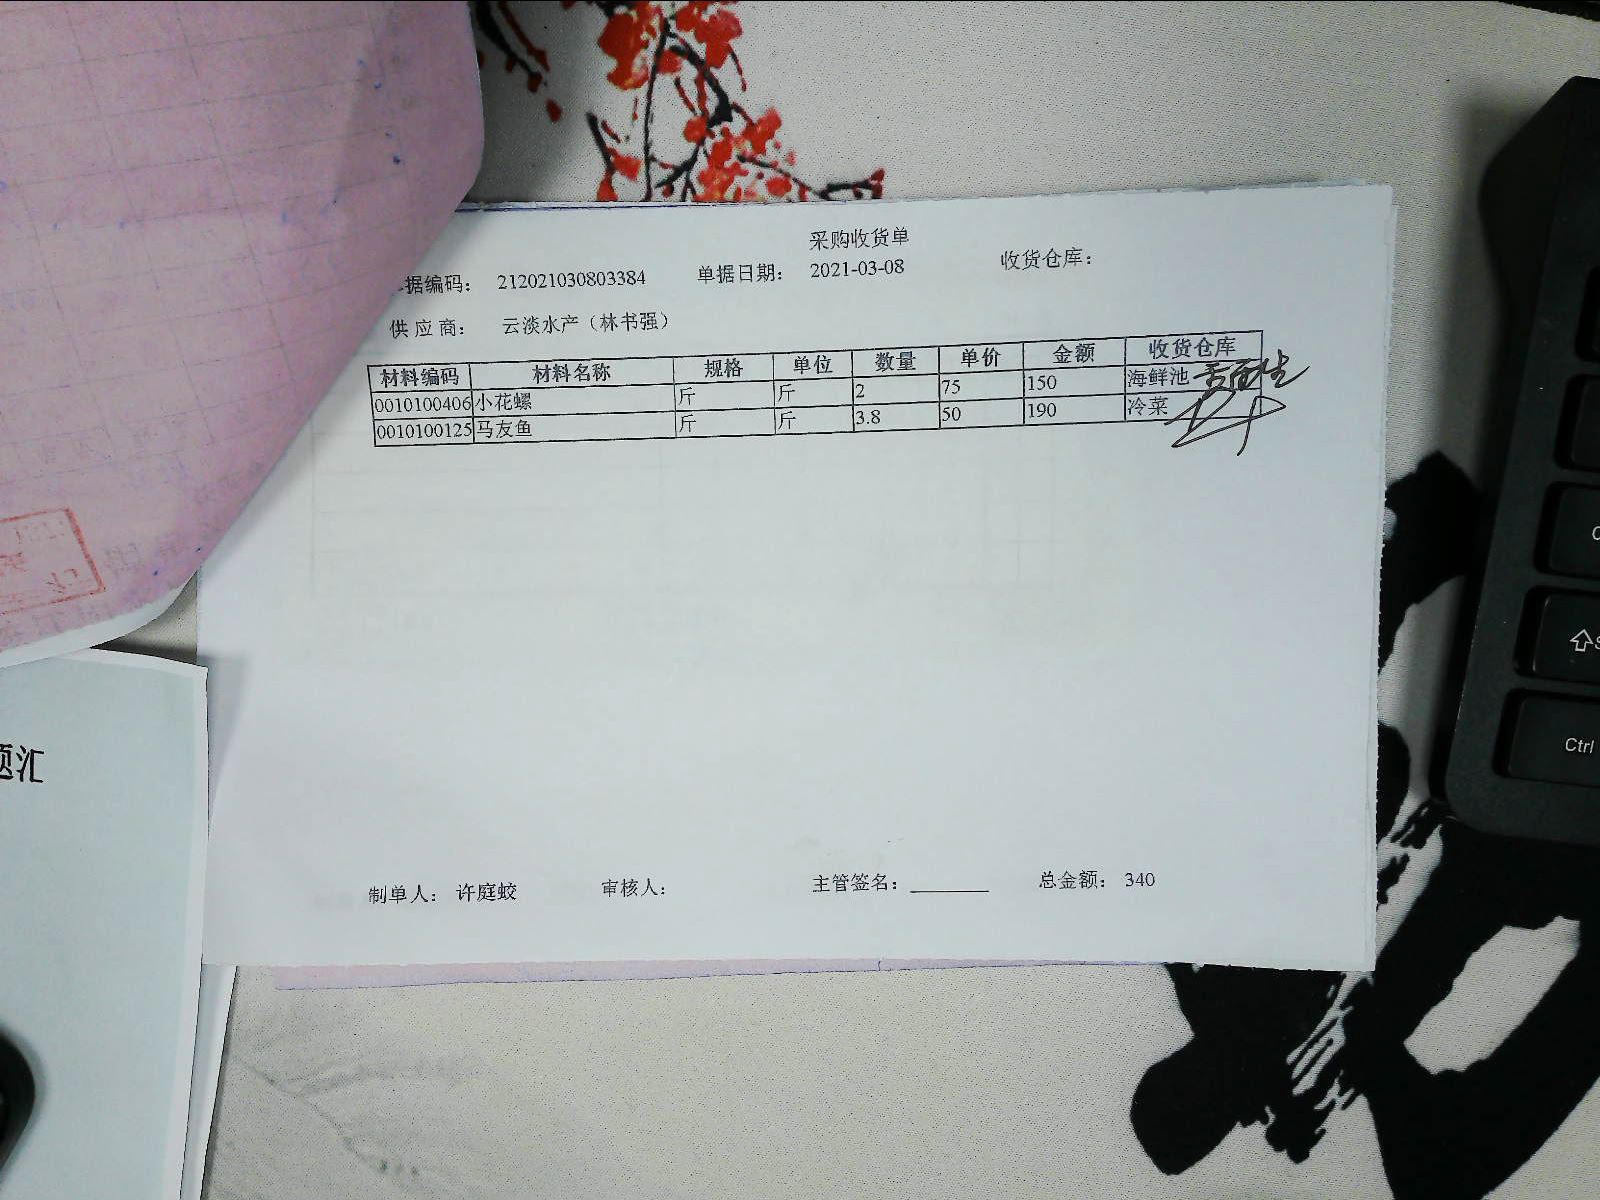 采购收货单
据编码： 212021030803384 单据日期： 2021-03-08 收货仓库：
供应商： 云淡水产（林书强）
材料编码 材料名称 规格 单位 数量 单价 金额 收货仓库
0010100406 小花螺 斤 斤 2 75 150 海鲜池
0010100125 马友鱼 斤 斤 3.8 50 190 冷菜
制单人： 许庭蛟 审核人： 主管签名： 总金额： 340
题汇
Ctrl